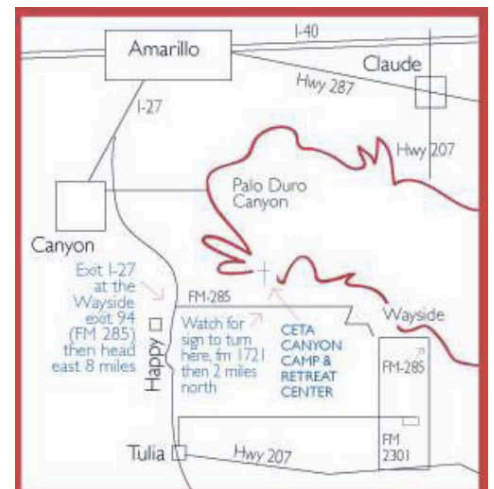 I-40
Amarillo
Claude
Hwy 287
I-27
Hwy 207
Palo Duro
Canyon
Canyon
Exit I-27
at the
Wayside
exit 94
(FM 285)
then head
east 8 miles
FM-285
Happy
Watch for
sign to turn
here, fm 1721
then 2 miles
north
CETA
CANYON
CAMP &
RETREAT
CENTER
Wayside
FM-285
FM
2301
Tulia
Hwy 207